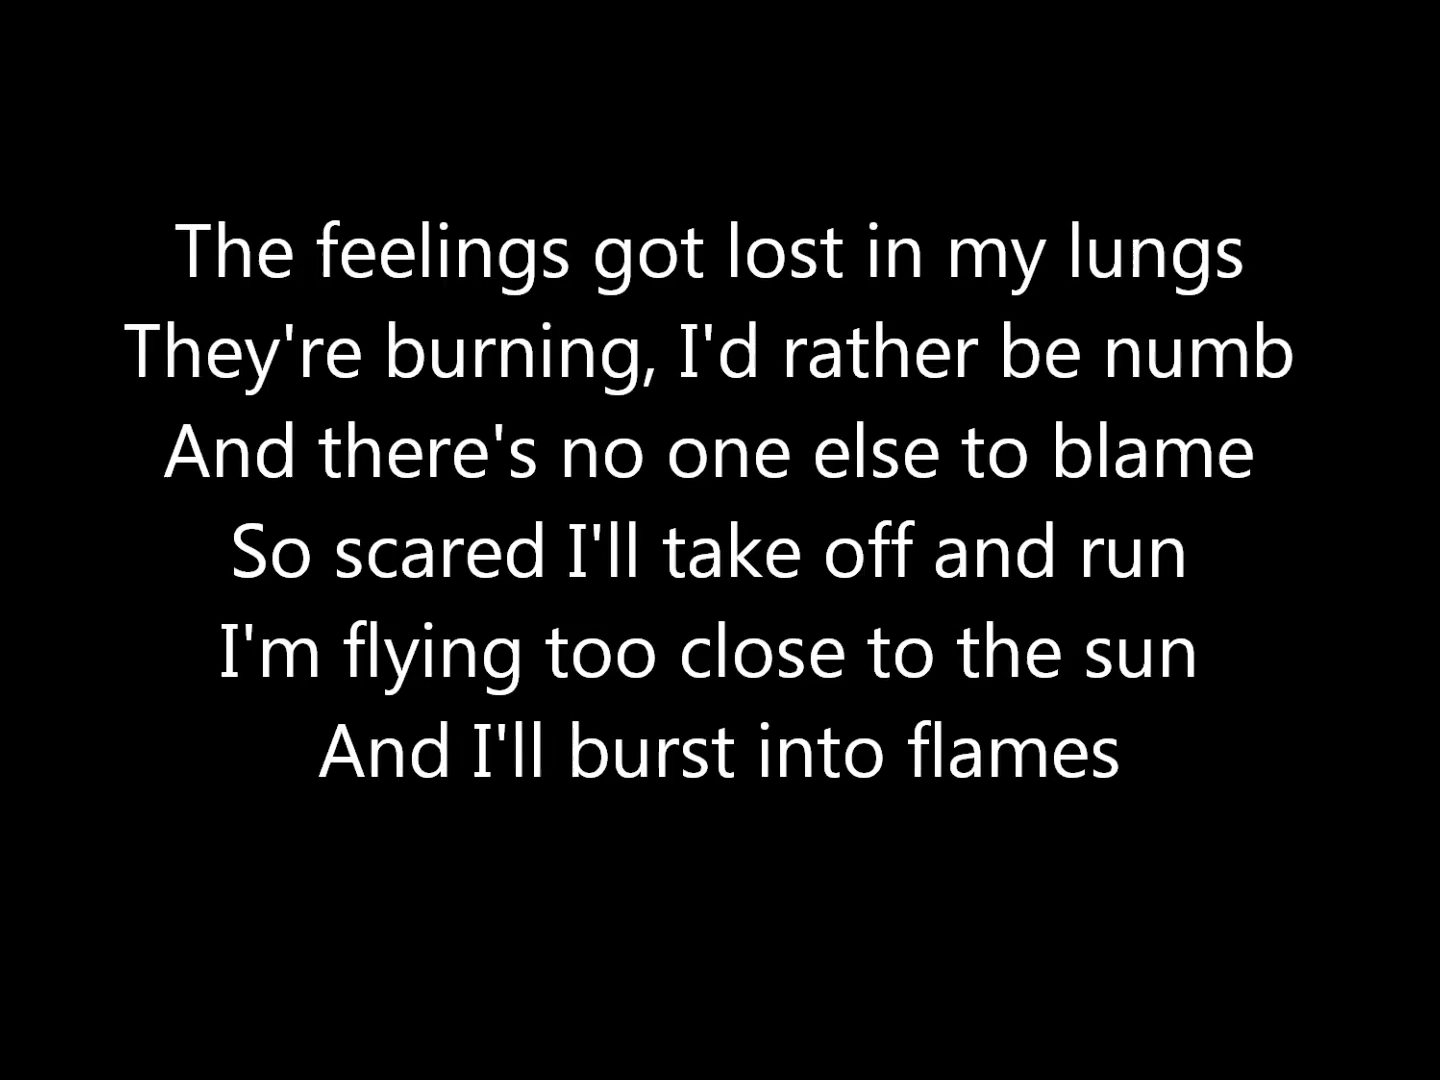 The feelings got lost in my lungs
They're burning, I'd rather be numb
And there's no one else to blame
So scared I'll take off and run
I'm flying too close to the sun
And I'll burst into flames